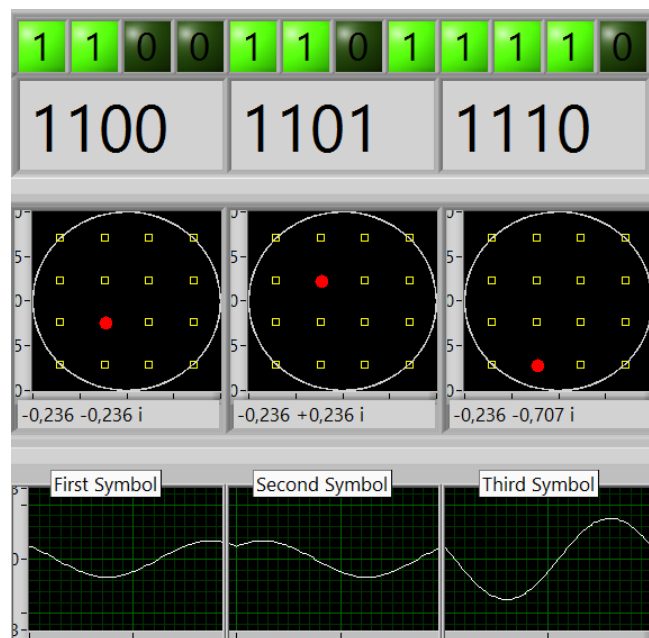 1 1 0 0 1 1 0 1 1 1 1 0
1100 1101 1110
-0,236 -0,236 i -0,236 +0,236 i -0,236 -0,707 i
First Symbol Second Symbol Third Symbol
0-